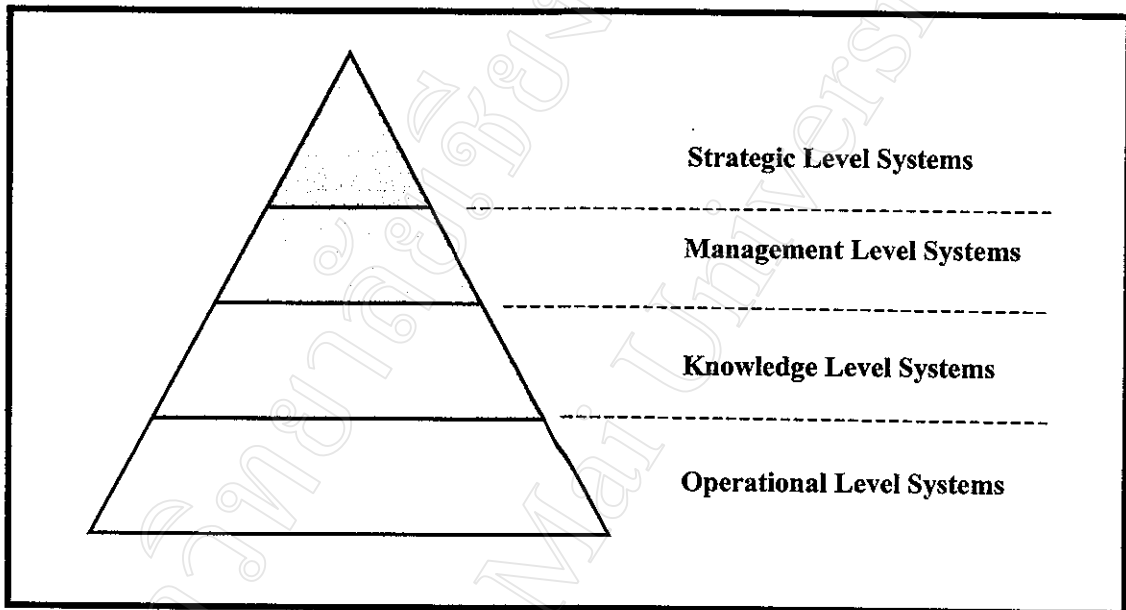 Strategic Level Systems
Management Level Systems
Knowledge Level Systems
Operational Level Systems